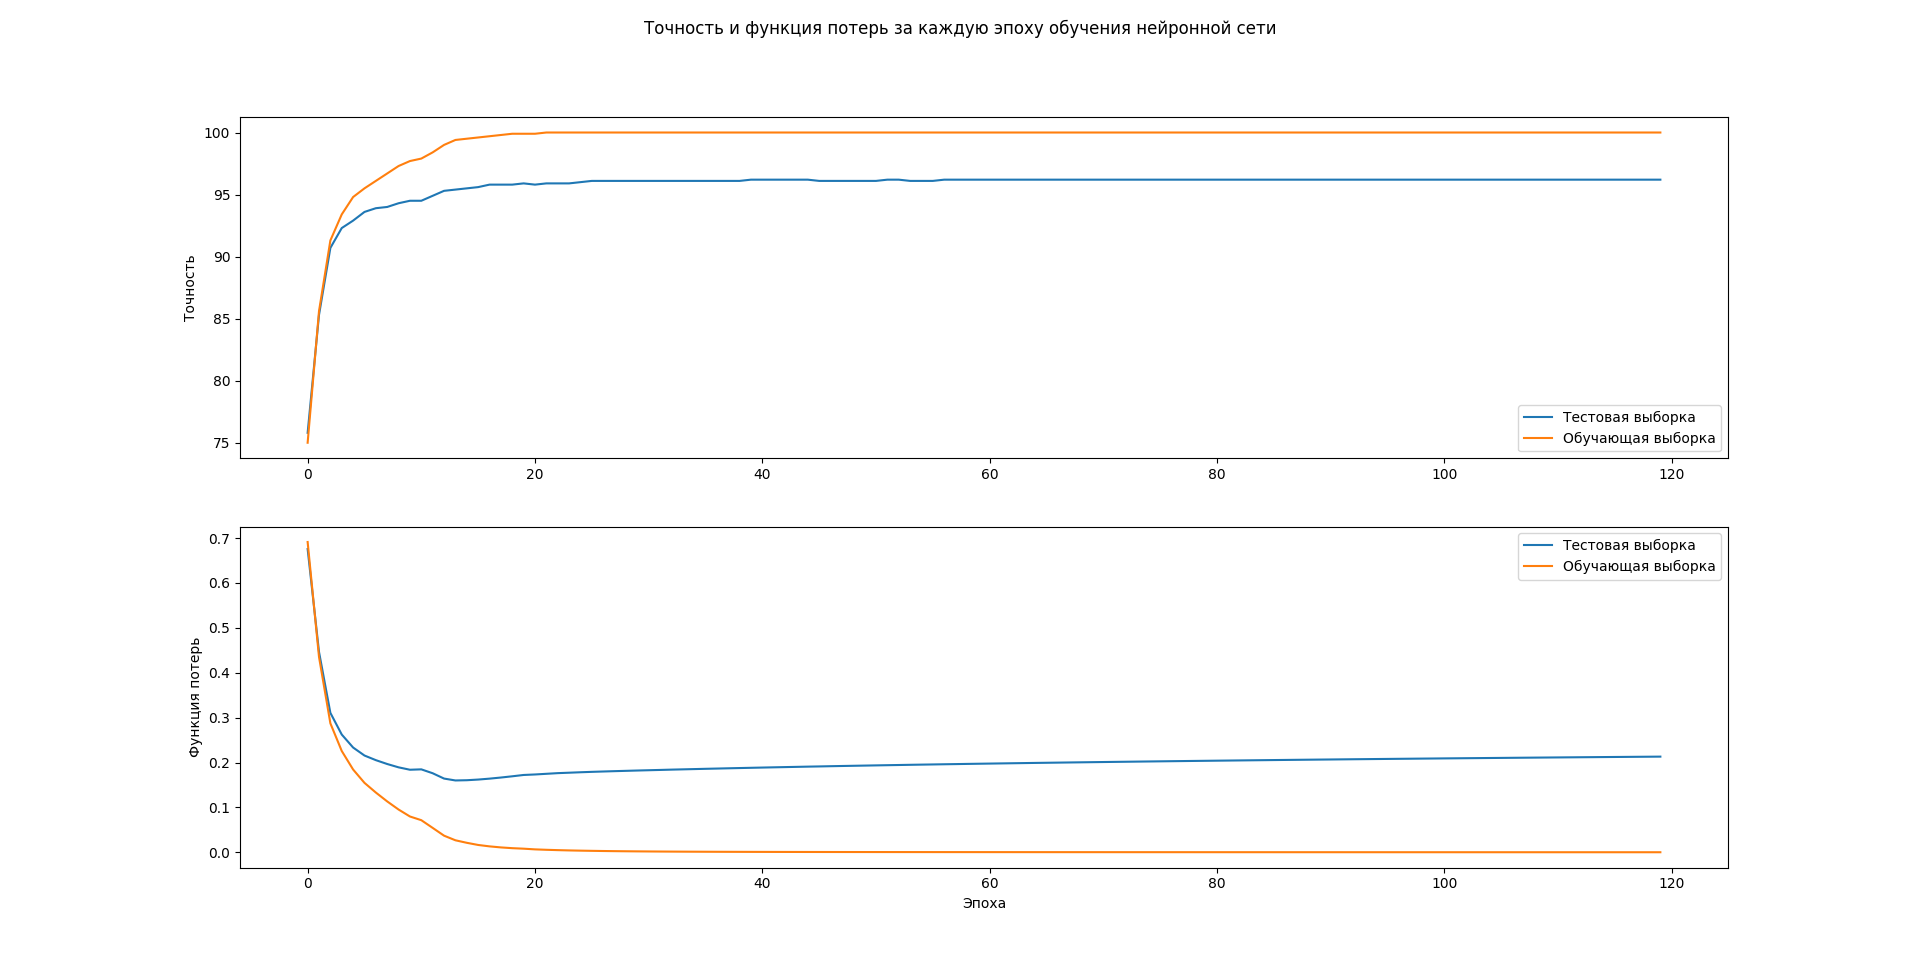 Точность и функция потерь за каждую эпоху обучения нейронной сети
100
95
90
85
80
75
Точность
Тестовая выборка
Обучающая выборка
0 20 40 60 80 100 120
0.7
0.6
0.5
0.4
0.3
0.2
0.1
0.0
Функция потерь
Тестовая выборка
Обучающая выборка
0 20 40 60 80 100 120
Эпоха